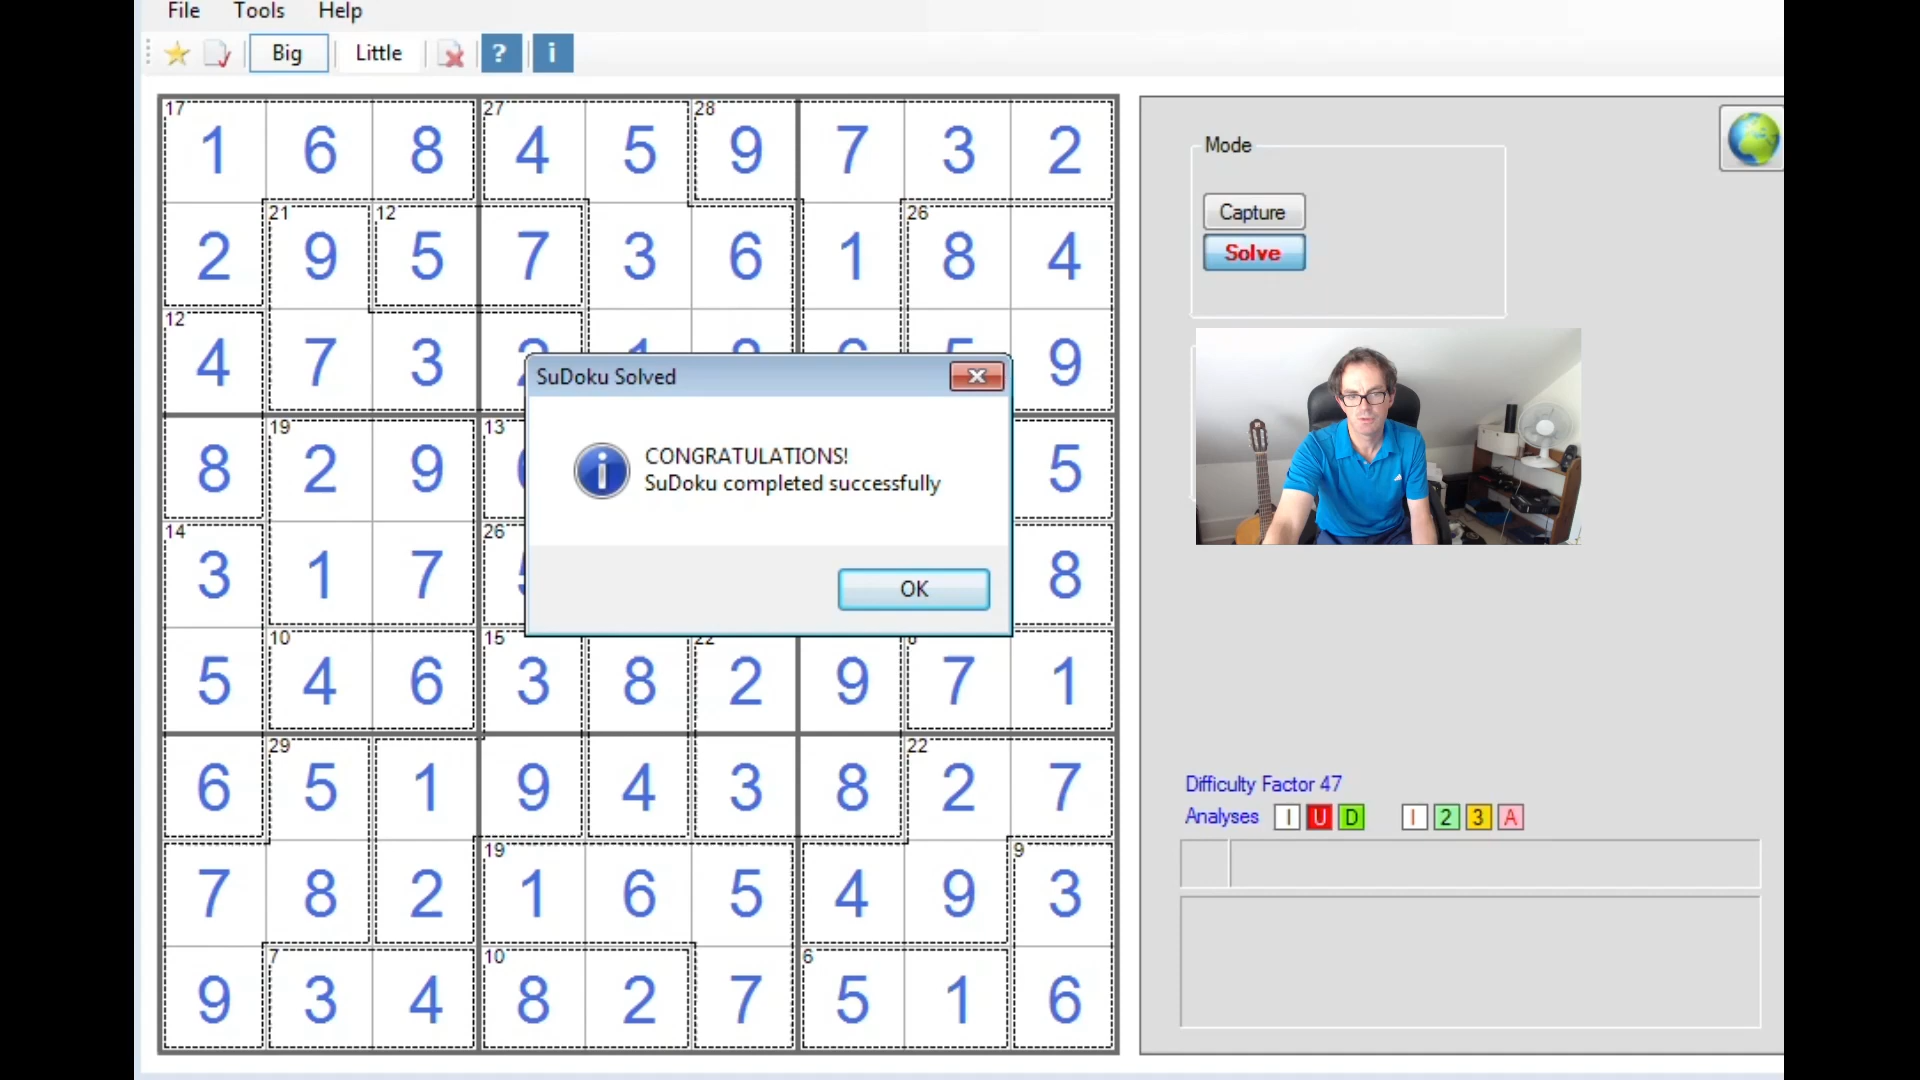 File Tools Help
Big Little ? i
17 27 28
1 6 8 4 5 9 7 3 2
21 12 26
2 9 5 7 3 6 1 8 4
12
4 7 3 9
SuDoku Solved
19 13
8 2 9 5
CONGRATULATIONS!
SuDoku completed successfully
14 26
3 1 7 8
OK
10 15 22
5 4 6 3 8 2 9 7 1
29 22
6 5 1 9 4 3 8 2 7
19 9
7 8 2 1 6 5 4 9 3
7 10 6
9 3 4 8 2 7 5 1 6
Mode
Capture
Solve
Difficulty Factor 47
Analyses I U D I 2 3 A